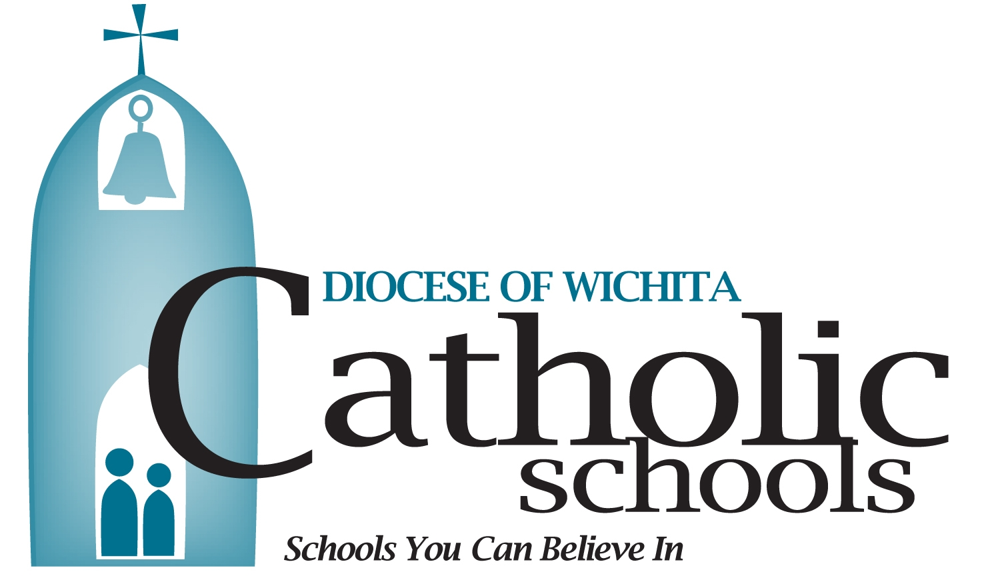 DIOCESE OF WICHITA
Catholic
schools
Schools You Can Believe In